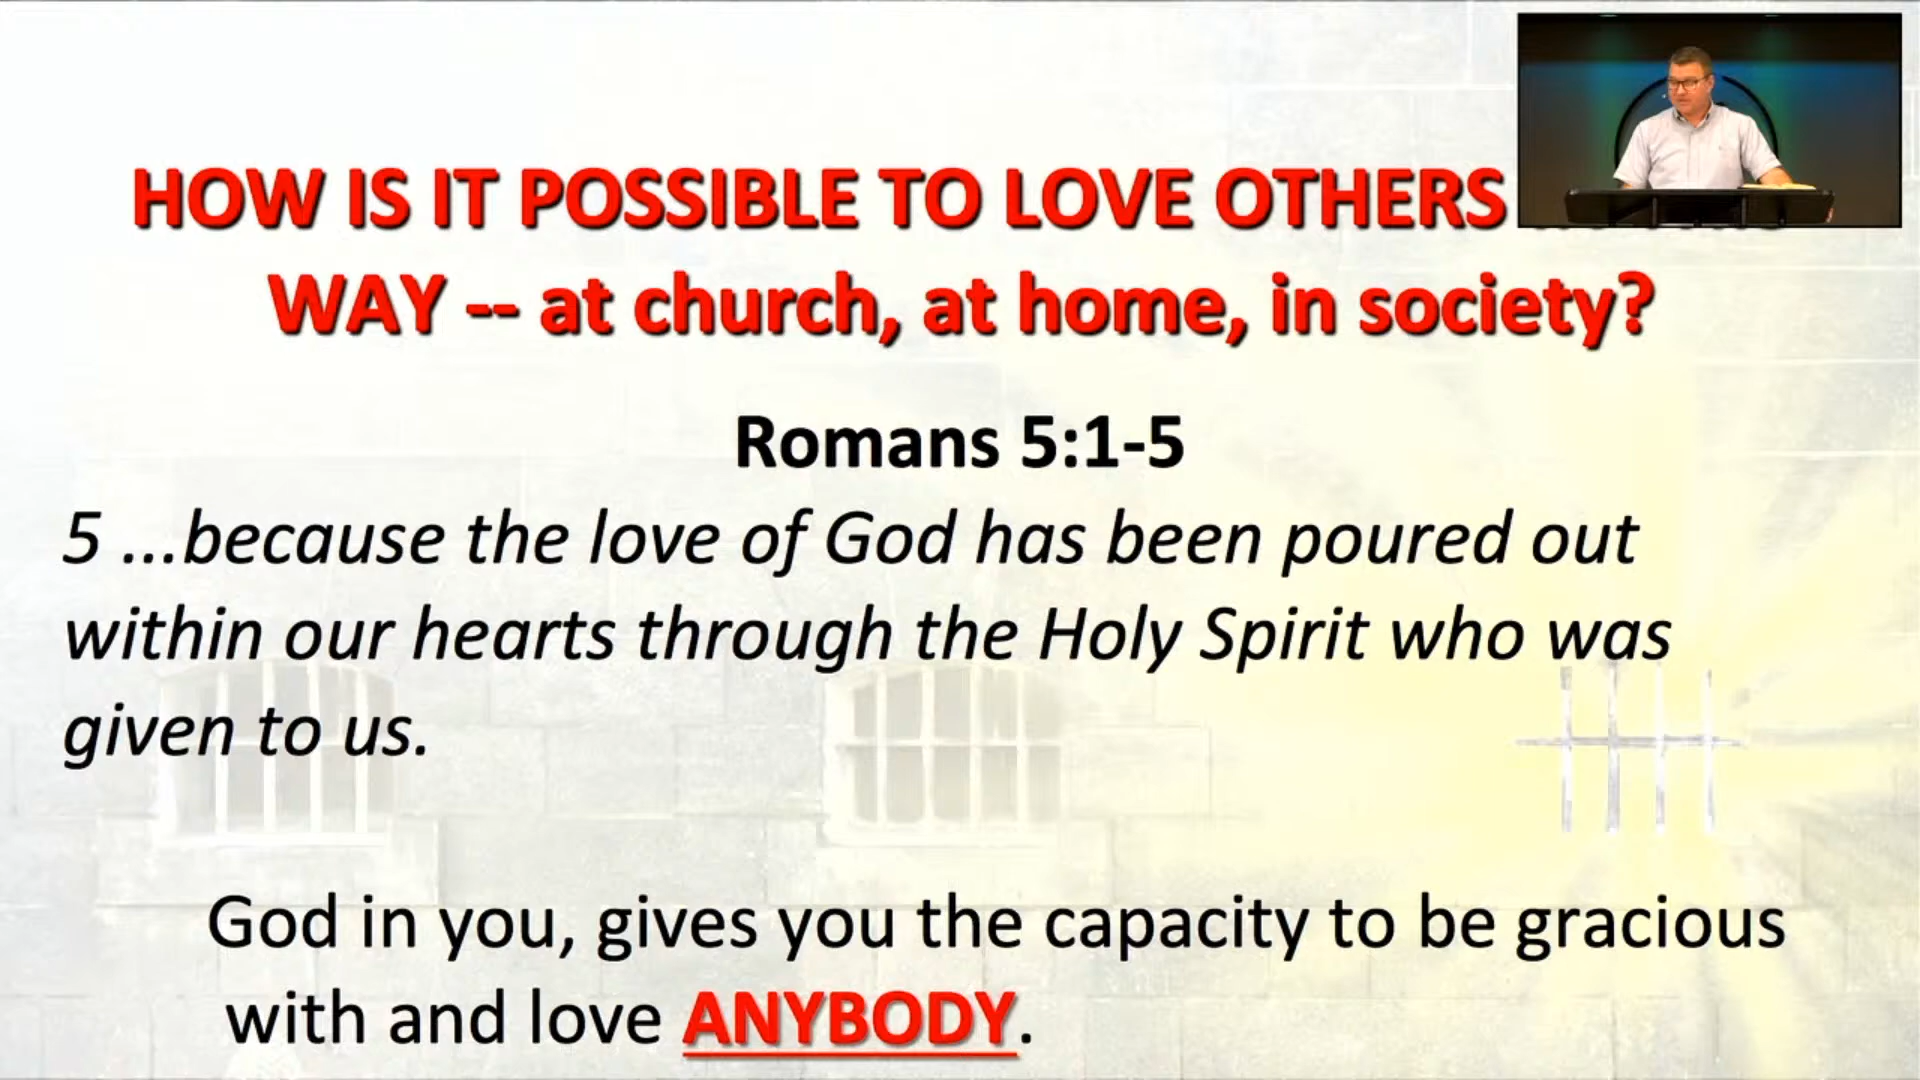 HOW IS IT POSSIBLE TO LOVE OTHERS
WAY -- at church, at home, in society?
Romans 5:1-5
5 ...because the love of God has been poured out
within our hearts through the Holy Spirit who was
given to us.
God in you, gives you the capacity to be gracious
with and love ANYBODY.